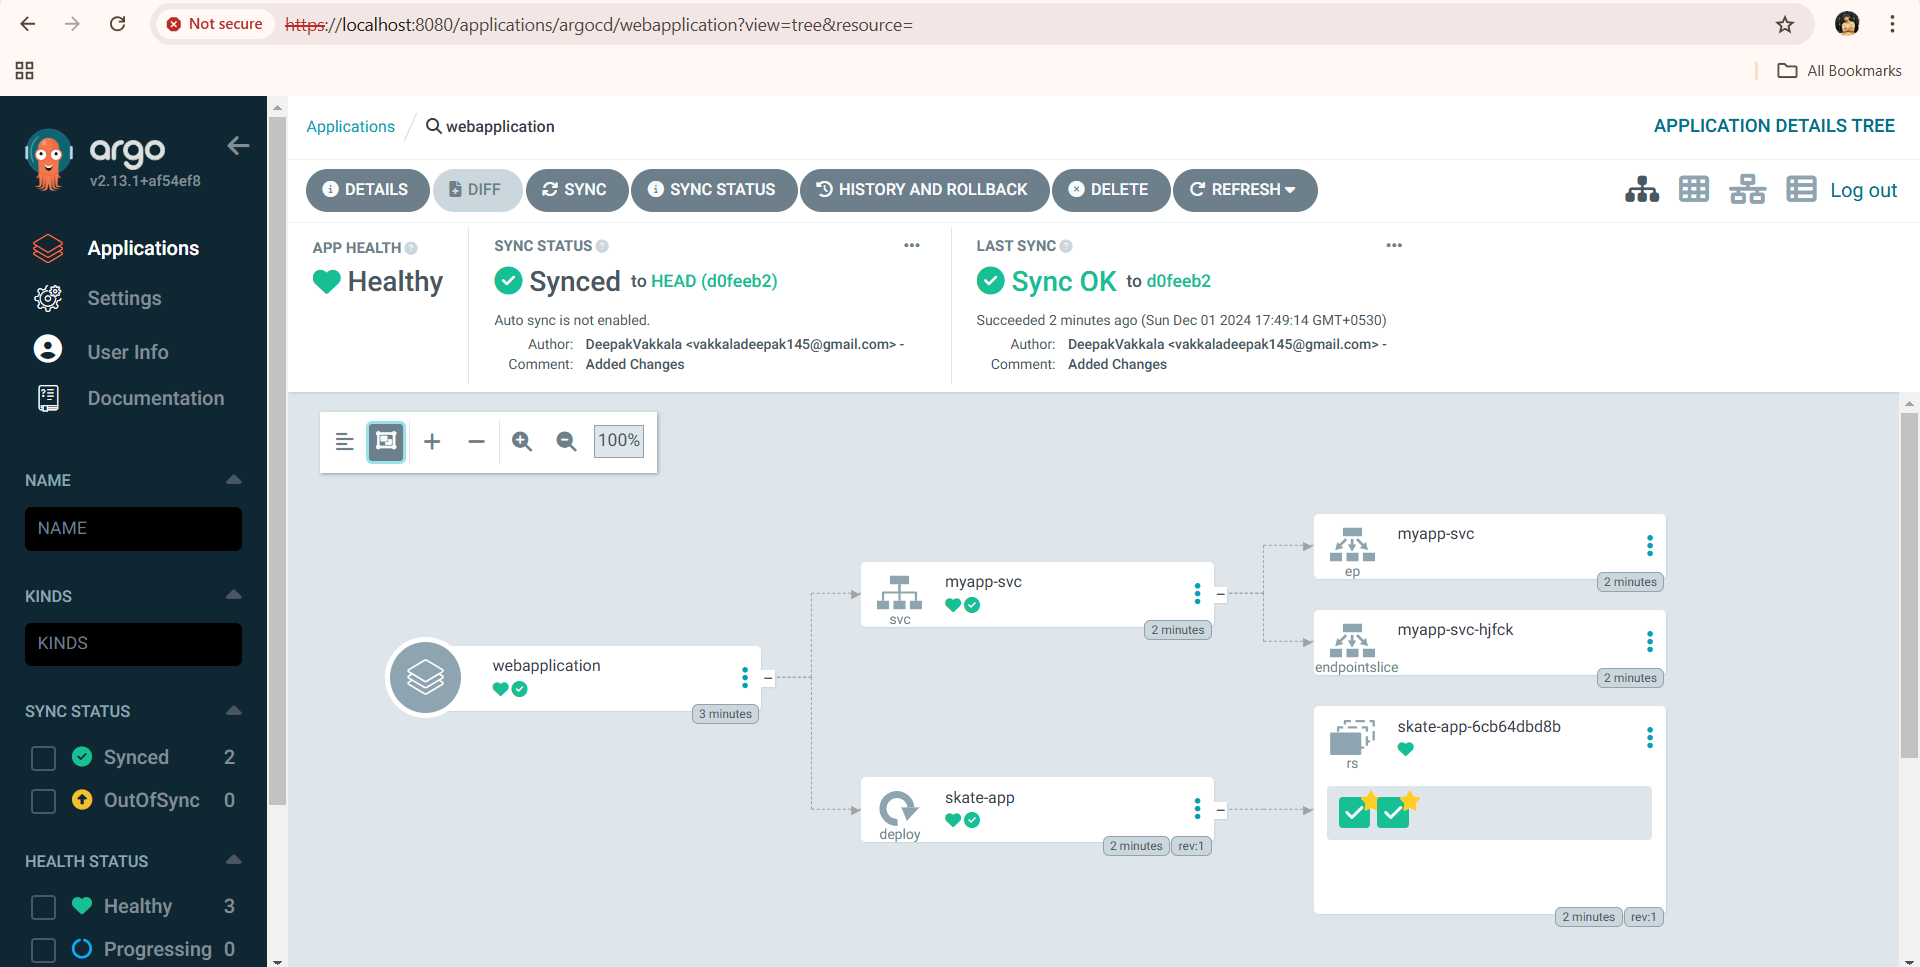 Not secure https://localhost:8080/applications/argocd/webapplication?view=tree&resource=
All Bookmarks
argo
v2.13.1+af54ef8
Applications
Settings
User Info
Documentation
NAME
NAME
KINDS
KINDS
SYNC STATUS
Synced 2
OutOfSync 0
HEALTH STATUS
Healthy 3
Progressing 0
Applications / webapplication
APPLICATION DETAILS TREE
DETAILS DIFF SYNC SYNC STATUS HISTORY AND ROLLBACK DELETE REFRESH Log out
APP HEALTH
Healthy
SYNC STATUS
Synced to HEAD (d0feeb2)
Auto sync is not enabled.
Author: DeepakVakkala <vakkaladeepak145@gmail.com> -
Comment: Added Changes
LAST SYNC
Sync OK to d0feeb2
Succeeded 2 minutes ago (Sun Dec 01 2024 17:49:14 GMT+0530)
Author: DeepakVakkala <vakkaladeepak145@gmail.com> -
Comment: Added Changes
100%
webapplication
3 minutes
myapp-svc
svc
2 minutes
skate-app
deploy
2 minutes rev:1
myapp-svc
ep
2 minutes
myapp-svc-hjfck
endpointslice
2 minutes
skate-app-6cb64dbd8b
rs
2 minutes rev:1